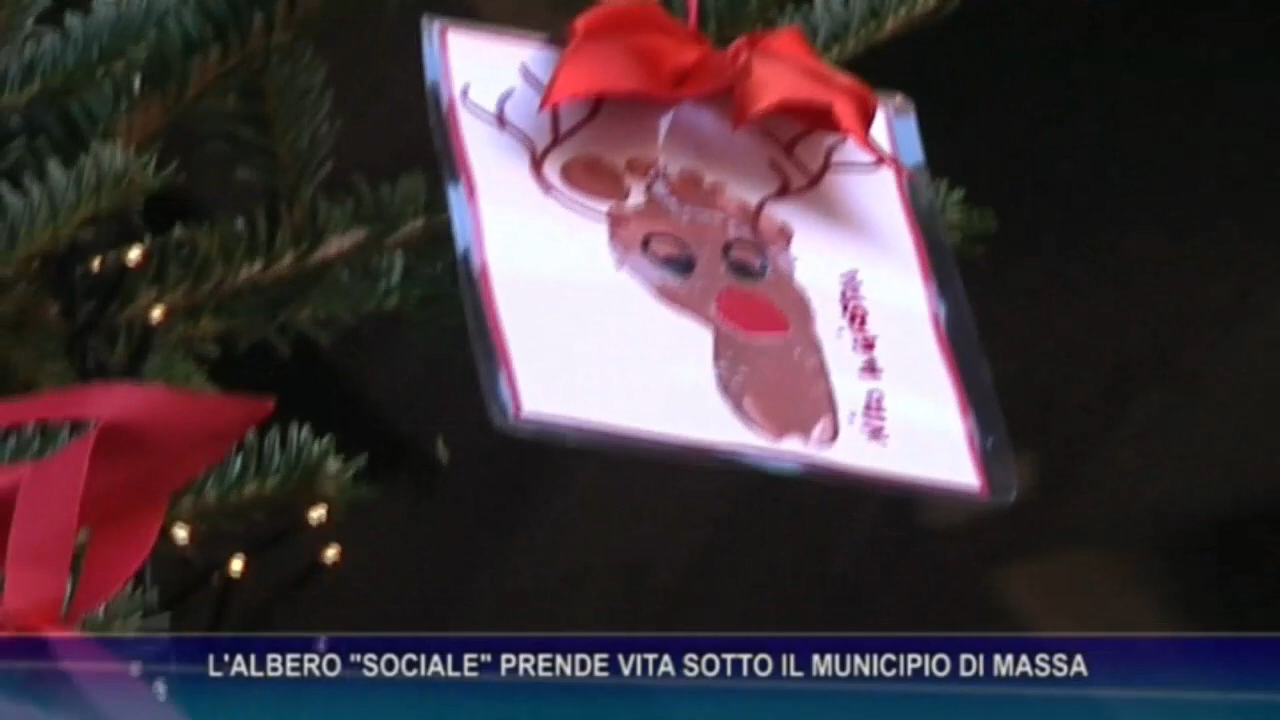 L'ALBERO "SOCIALE" PRENDE VITA SOTTO IL MUNICIPIO DI MASSA